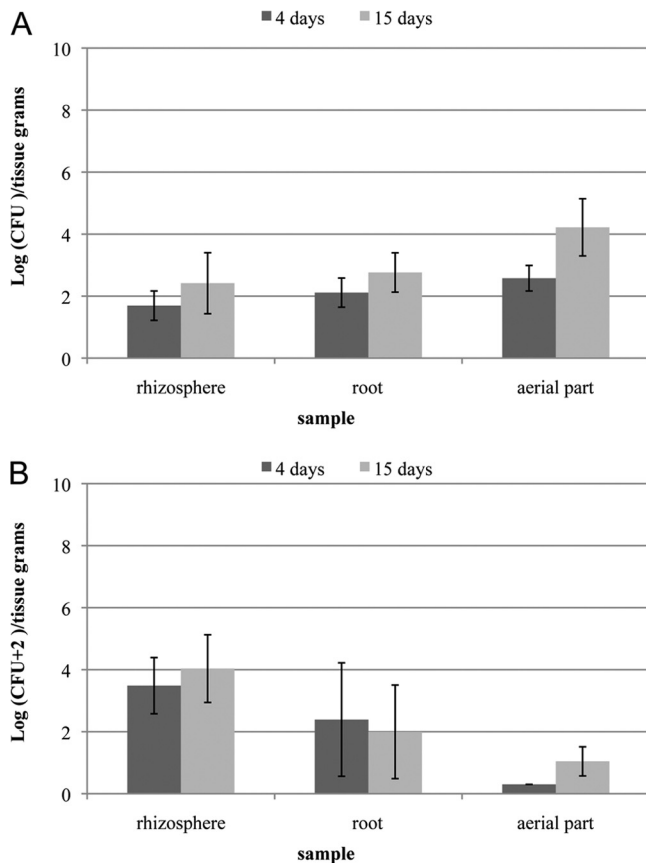 A
4 days 15 days
Log (CFU )/tissue grams
10
8
6
4
2
0
rhizosphere root aerial part
sample
B
4 days 15 days
Log (CFU+2 )/tissue grams
10
8
6
4
2
0
rhizosphere root aerial part
sample